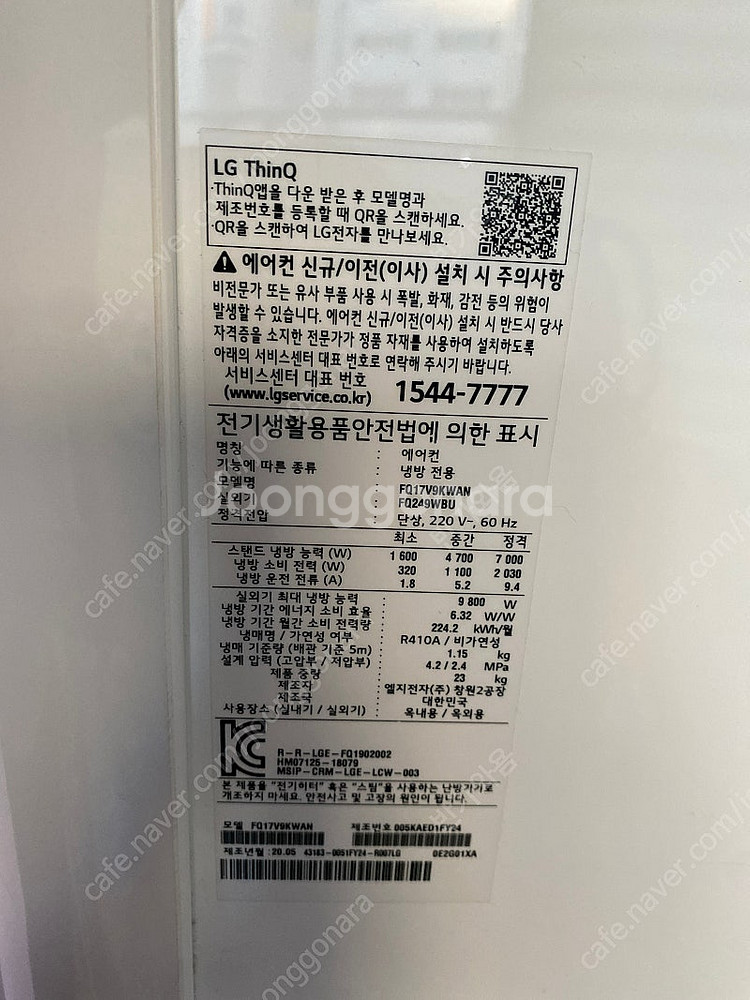 LG ThinQ
·ThinQ앱을 다운 받은 후 모델명과
제조번호를 등록할 때 QR을 스캔하세요.
·QR을 스캔하여 LG전자를 만나보세요.
에어컨 신규/이전(이사) 설치 시 주의사항
비전문가 또는 유사 부품 사용 시 폭발, 화재, 감전 등의 위험이
발생할 수 있습니다. 에어컨 신규/이전(이사) 설치 시 반드시 당사
자격증을 소지한 전문가가 정품 자재를 사용하여 설치하도록
아래의 서비스센터 대표 번호로 연락해 주시기 바랍니다.
서비스센터 대표 번호
(www.lgservice.co.kr) 1544-7777
전기생활용품안전법에 의한 표시
명칭 : 에어컨
기능에 따른 종류 : 냉방 전용
모델명 : FQ17V9KWAN
실외기 : FQ249WBU
정격전압 : 단상, 220 V~, 60 Hz
최소 중간 정격
스탠드 냉방 능력 (W) 1 600 4 700 7 000
냉방 소비 전력 (W) 320 1 100 2 030
냉방 운전 전류 (A) 1.8 5.2 9.4
실외기 최대 냉방 능력 9 800 W
냉방 기간 에너지 소비 효율 6.32 W/W
냉방 기간 월간 소비 전력량 224.2 kWh/월
냉매명 / 가연성 여부 R410A / 비가연성
냉매 기준량 (배관 기준 5m) 1.15 kg
설계 압력 (고압부 / 저압부) 4.2 / 2.4 MPa
제품 중량 23 kg
제조자 엘지전자(주) 창원2공장
제조국 대한민국
사용장소 (실내기 / 실외기) 옥내용 / 옥외용
R-R-LGE-FQ1902002
HM07125-18079
MSIP-CRM-LGE-LCW-003
본 제품을 "전기히터" 혹은 "스팀"을 사용하는 난방기기로
개조하지 마세요. 안전사고 및 고장의 원인이 됩니다.
모델 FQ17V9KWAN 제조번호 005KAED1FY24
제조년월 : 20.05 43183-0051FY24-R007LG 0E2G01XA
Joonggonara